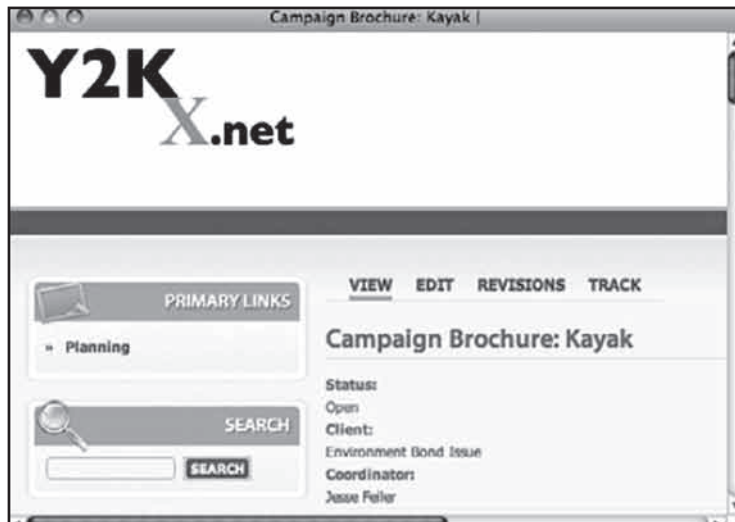 Campaign Brochure: Kayak |
Y2K
X.net
PRIMARY LINKS
» Planning
SEARCH
SEARCH
VIEW EDIT REVISIONS TRACK
Campaign Brochure: Kayak
Status:
Open
Client:
Environment Bond Issue
Coordinator:
Jesse Feiler